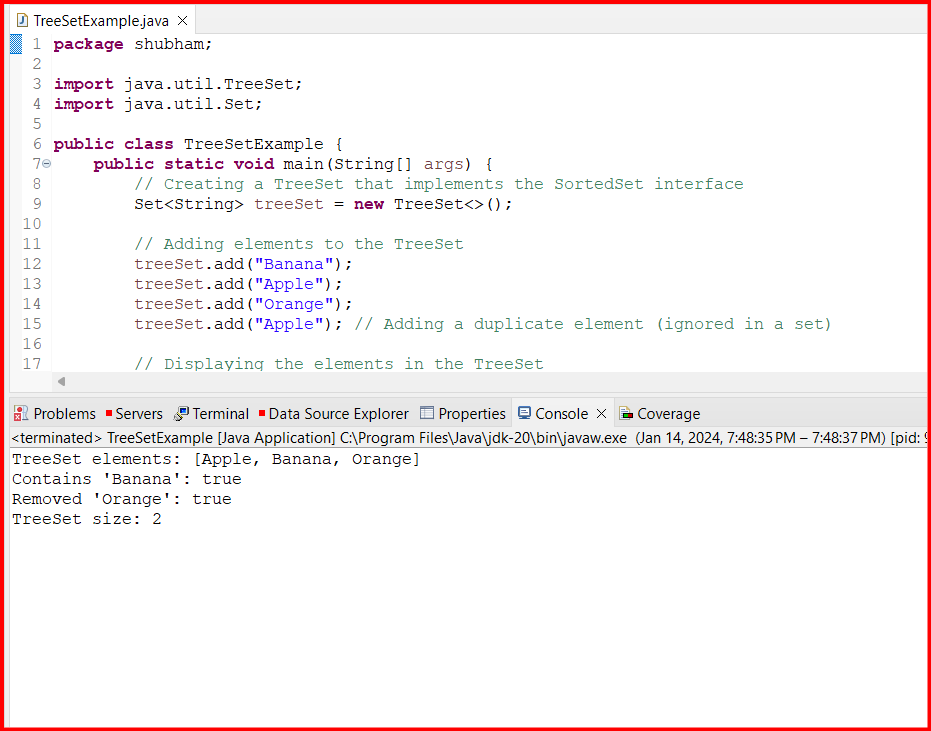 TreeSetExample.java
1 package shubham;
2
3 import java.util.TreeSet;
4 import java.util.Set;
5
6 public class TreeSetExample {
7 public static void main(String[] args) {
8 // Creating a TreeSet that implements the SortedSet interface
9 Set<String> treeSet = new TreeSet<>();
10
11 // Adding elements to the TreeSet
12 treeSet.add("Banana");
13 treeSet.add("Apple");
14 treeSet.add("Orange");
15 treeSet.add("Apple"); // Adding a duplicate element (ignored in a set)
16
17 // Displaying the elements in the TreeSet
Problems Servers Terminal Data Source Explorer Properties Console Coverage
<terminated> TreeSetExample [Java Application] C:\Program Files\Java\jdk-20\bin\javaw.exe (Jan 14, 2024, 7:48:35 PM – 7:48:37 PM) [pid:
TreeSet elements: [Apple, Banana, Orange]
Contains 'Banana': true
Removed 'Orange': true
TreeSet size: 2